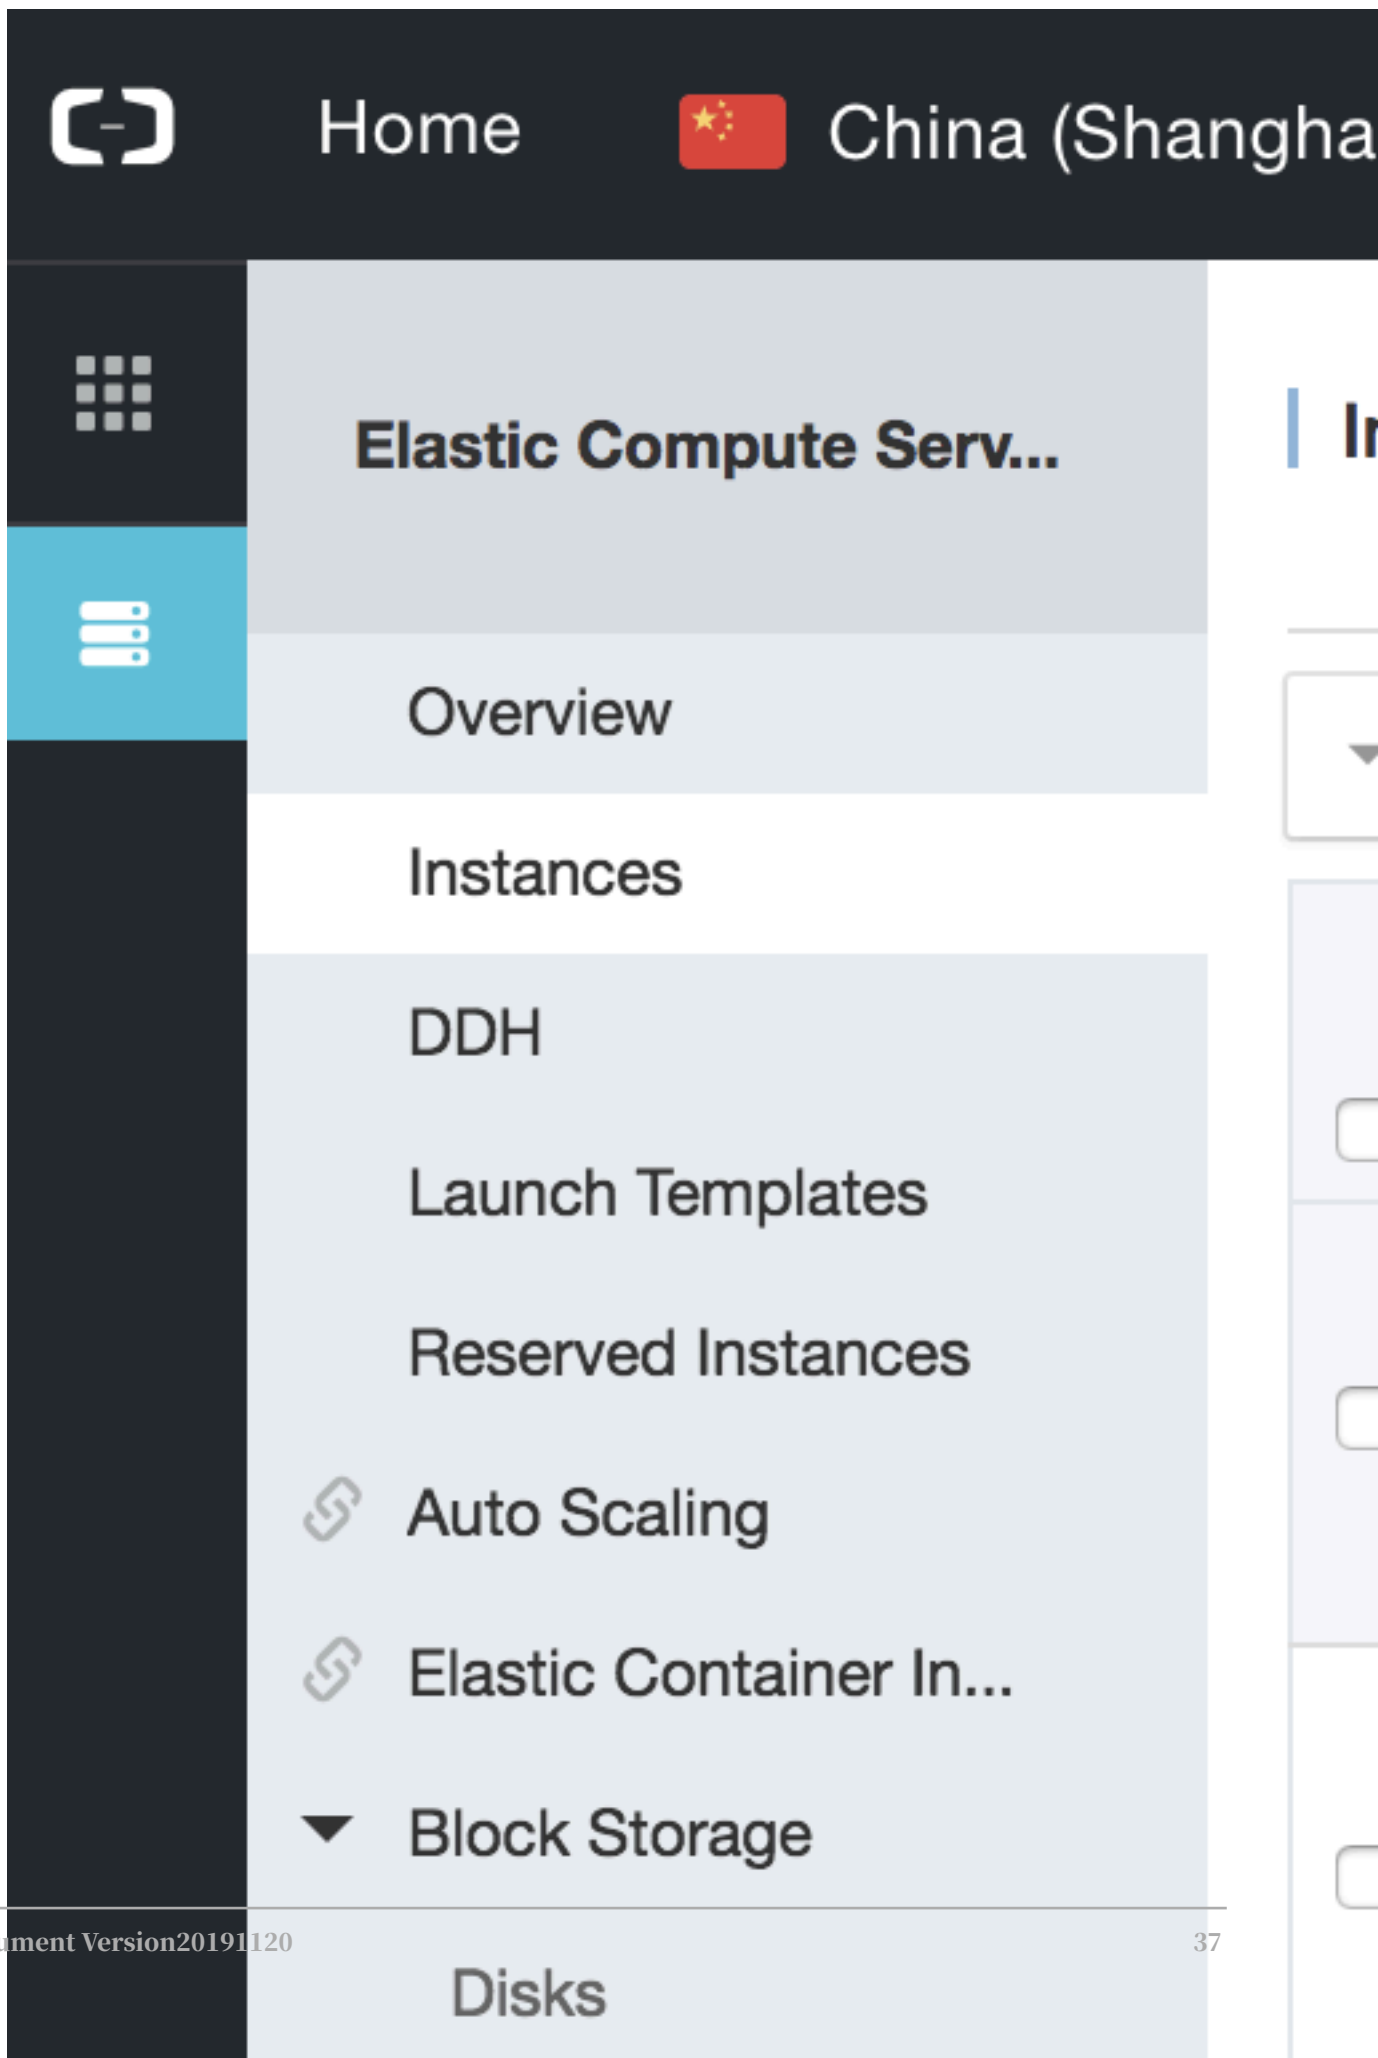 Home China (Shangha
Elastic Compute Serv...
Overview
Instances
DDH
Launch Templates
Reserved Instances
Auto Scaling
Elastic Container In...
Block Storage
ument Version20191120 37
Disks